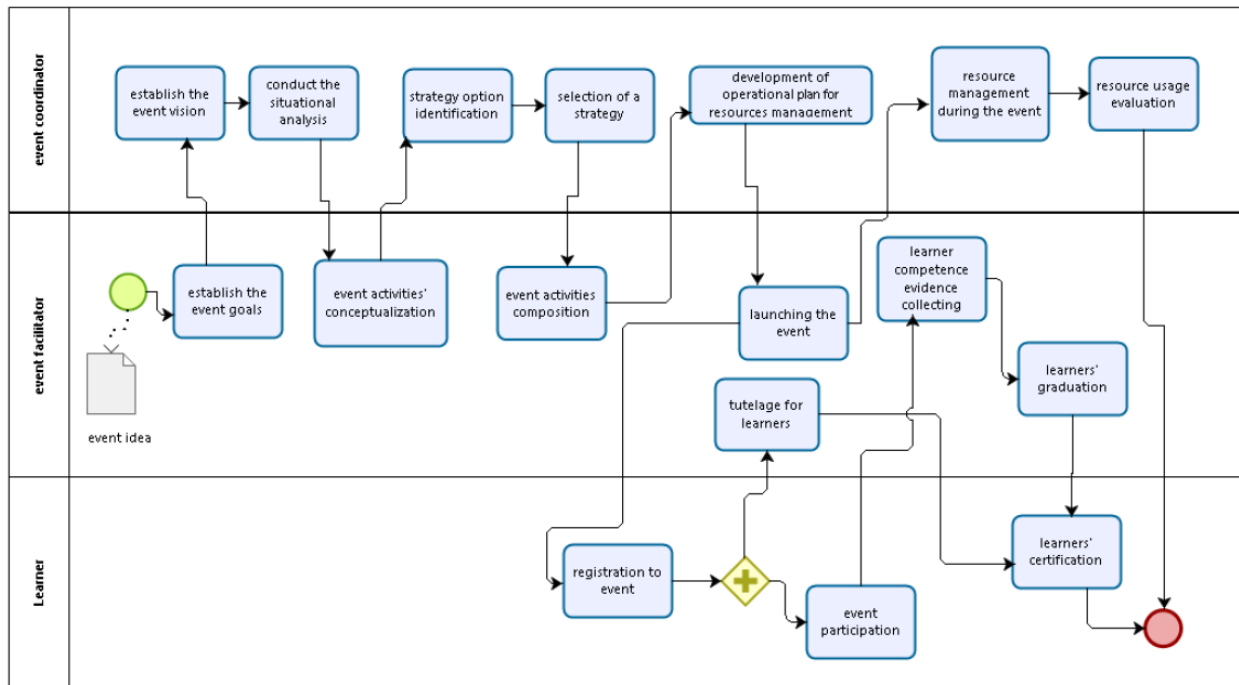 event coordinator
establish the
event vision
conduct the
situational
analysis
strategy option
identification
selection of a
strategy
development of
operational plan for
resources management
resource
management
during the event
resource usage
evaluation
event facilitator
event idea
establish the
event goals
event activities'
conceptualization
event activities
composition
launching the
event
learner
competence
evidence
collecting
learners'
graduation
tutelage for
learners
Learner
registration to
event
event
participation
learners'
certification